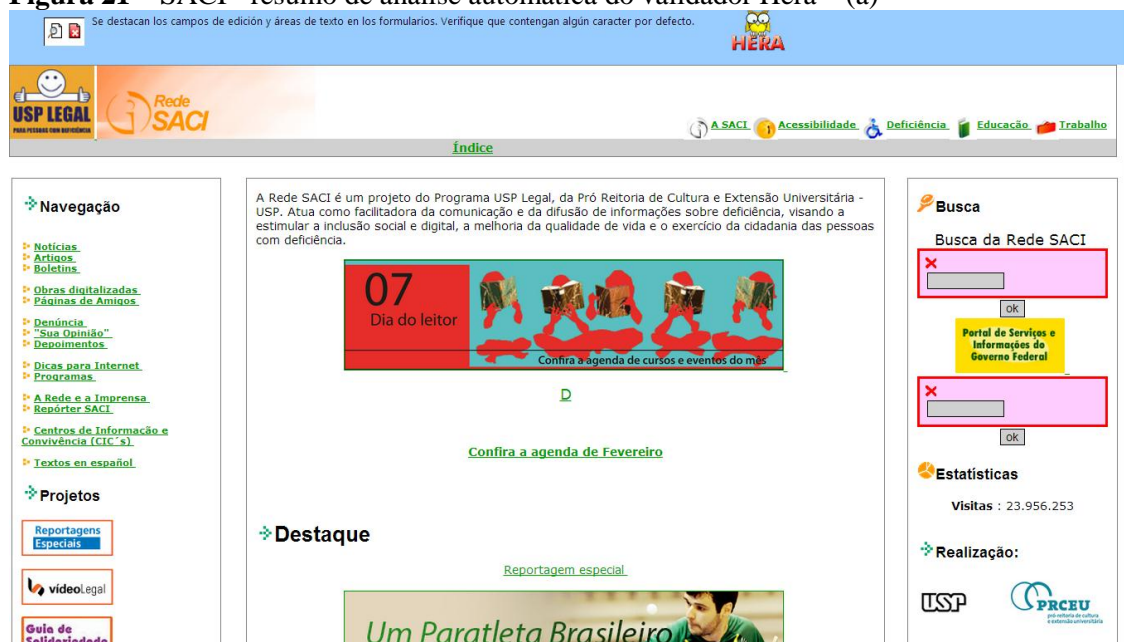 Figura 21 – SACI - resumo de análise automática do validador Hera – (a)
Se destacan los campos de edición y áreas de texto en los formularios. Verifique que contengan algún caracter por defecto.
HERA
USP LEGAL
PARA PESSOAS COM DEFICIÊNCIA
Rede
SACI
A SACI Acessibilidade Deficiência Educação Trabalho
Índice
Navegação
Notícias
Artigos
Boletins
Obras digitalizadas
Páginas de Amigos
Denúncia
"Sua Opinião"
Depoimentos
Dicas para Internet
Programas
A Rede e a Imprensa
Repórter SACI
Centros de Informação e
Convivência (CIC´s)
Textos en español
Projetos
Reportagens
Especiais
vídeoLegal
Guia de
Solidariedade
A Rede SACI é um projeto do Programa USP Legal, da Pró Reitoria de Cultura e Extensão Universitária -
USP. Atua como facilitadora da comunicação e da difusão de informações sobre deficiência, visando a
estimular a inclusão social e digital, a melhoria da qualidade de vida e o exercício da cidadania das pessoas
com deficiência.
07
Dia do leitor
Confira a agenda de cursos e eventos do mês
D
Confira a agenda de Fevereiro
Destaque
Reportagem especial
Um Paratleta Brasileiro
Busca
Busca da Rede SACI
ok
Portal de Serviços e
Informações do
Governo Federal
ok
Estatísticas
Visitas : 23.956.253
Realização:
USP
PRCEU
pró-reitoria de cultura
e extensão universitária